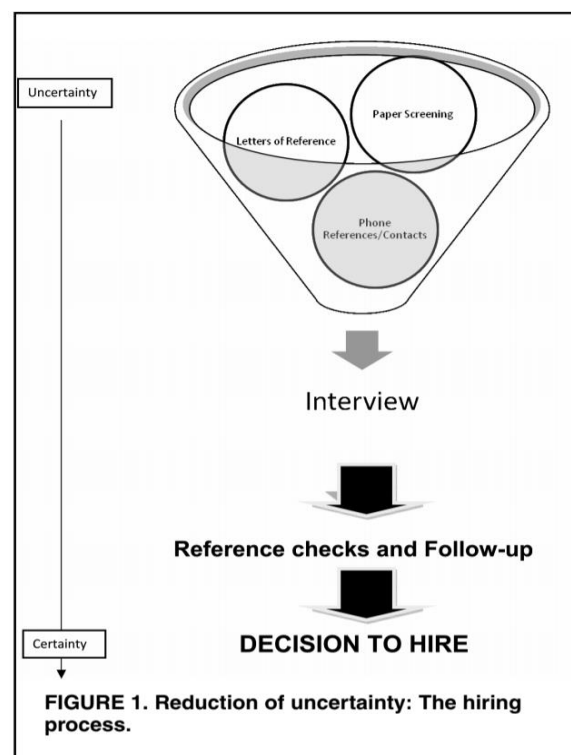 Uncertainty
Paper Screening
Letters of Reference
Phone
References/Contacts
Interview
Reference checks and Follow-up
DECISION TO HIRE
Certainty
FIGURE 1. Reduction of uncertainty: The hiring
process.